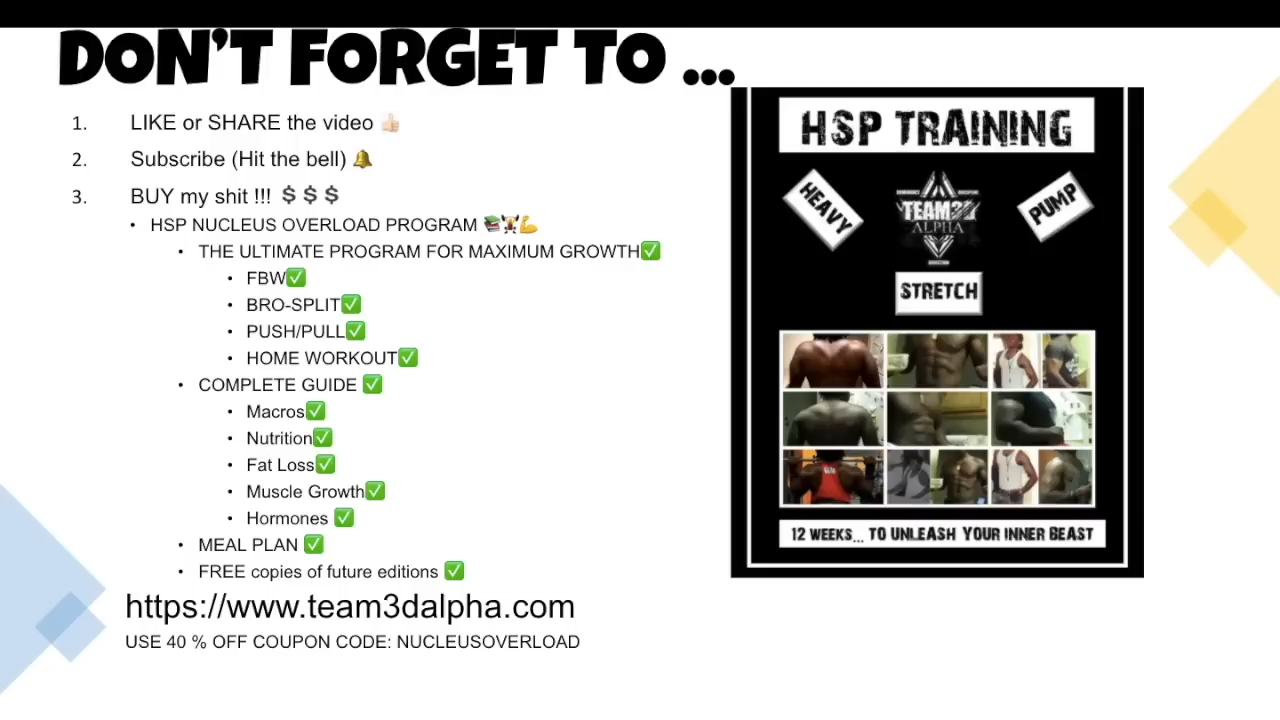 DON'T FORGET TO ...
1. LIKE or SHARE the video 👍🏻
2. Subscribe (Hit the bell) 🔔
3. BUY my shit !!! $ $ $
• HSP NUCLEUS OVERLOAD PROGRAM 📚🏋🏿💪
• THE ULTIMATE PROGRAM FOR MAXIMUM GROWTH✅
• FBW✅
• BRO-SPLIT✅
• PUSH/PULL✅
• HOME WORKOUT✅
• COMPLETE GUIDE ✅
• Macros✅
• Nutrition✅
• Fat Loss✅
• Muscle Growth✅
• Hormones ✅
• MEAL PLAN ✅
• FREE copies of future editions ✅
https://www.team3dalpha.com
USE 40 % OFF COUPON CODE: NUCLEUSOVERLOAD
HSP TRAINING
HEAVY
TEAM3D
ALPHA
PUMP
STRETCH
12 WEEKS... TO UNLEASH YOUR INNER BEAST